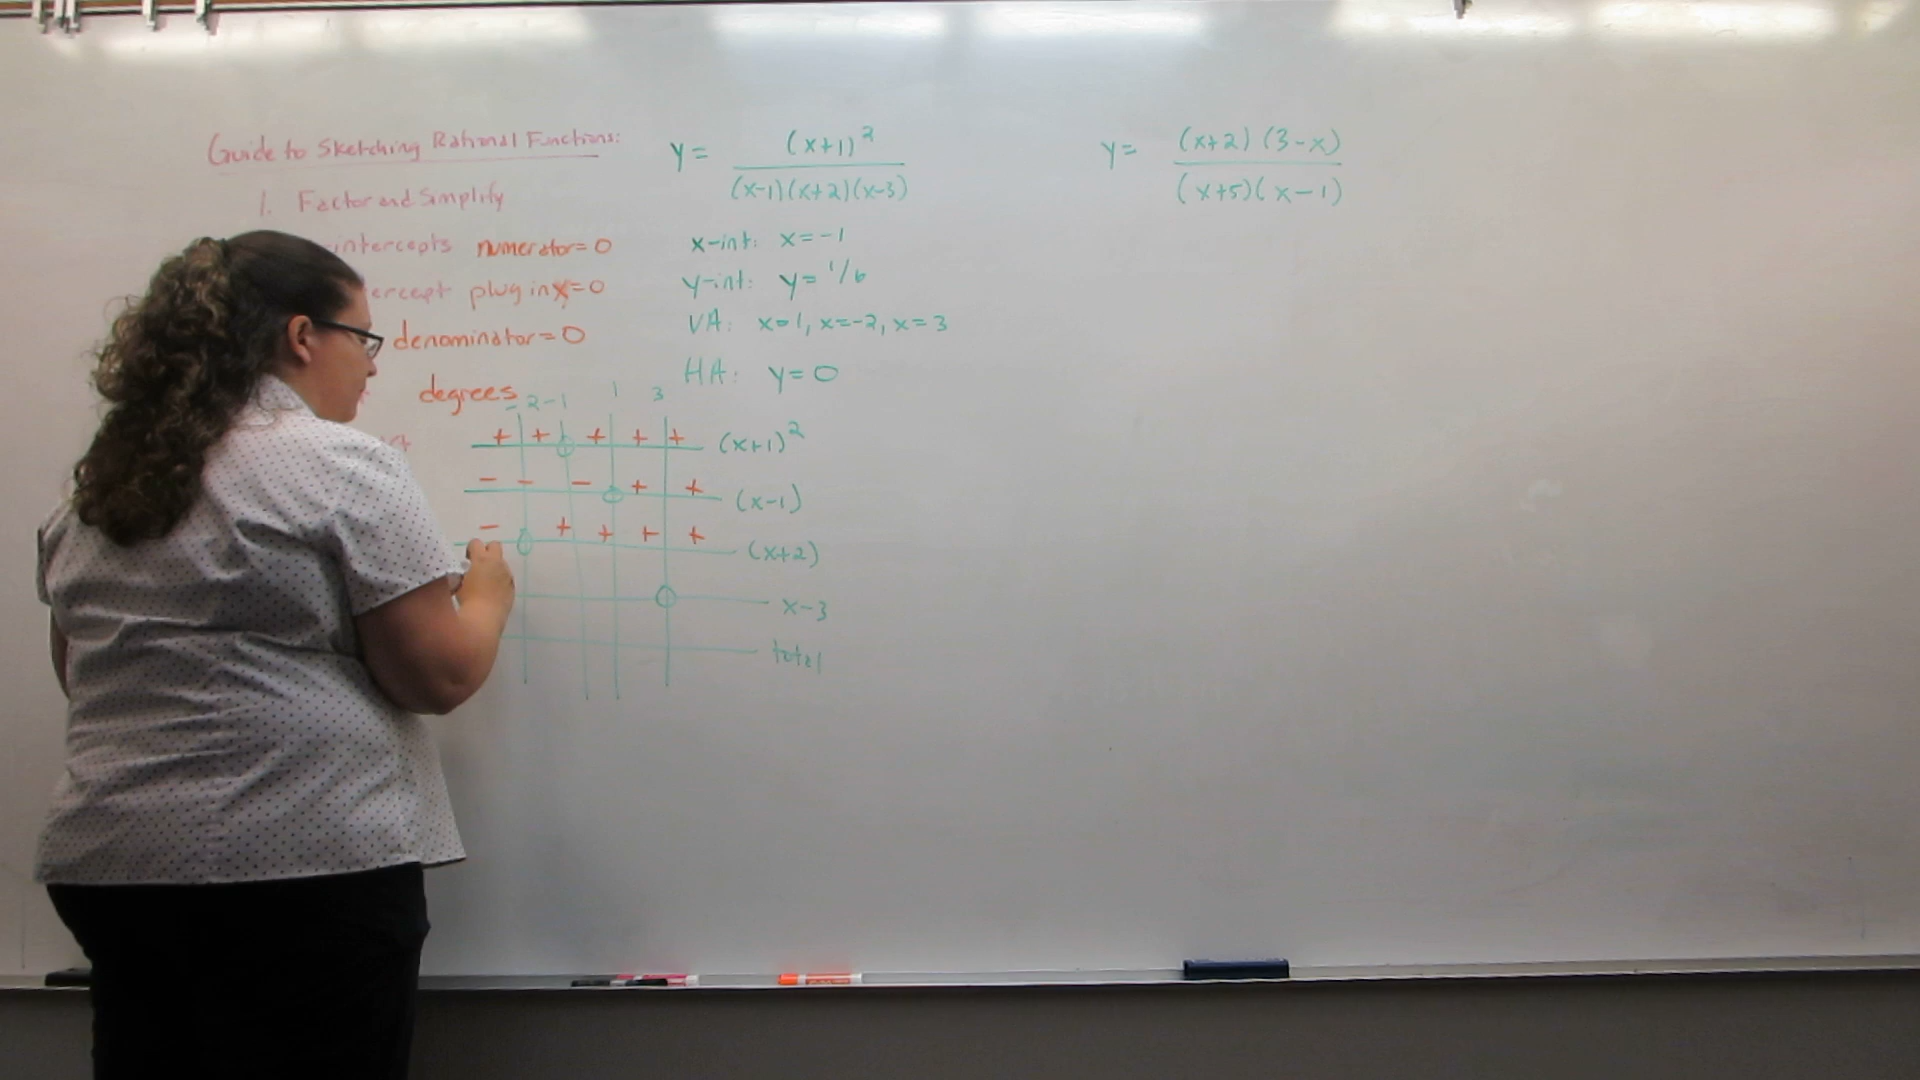 Guide to Sketching Rational Functions:
1. Factor and Simplify
intercepts numerator=0
ercept plug in x=0
denominator=0
degrees
y= (x+1)²
(x-1)(x+2)(x-3)
x-int: x=-1
y-int: y=1/6
VA: x=1, x=-2, x=3
HA: y=0
-2 -1 1 3
+ + + + + (x+1)²
- - - + + (x-1)
- + + + + (x+2)
x-3
total
y= (x+2)(3-x)
(x+5)(x-1)